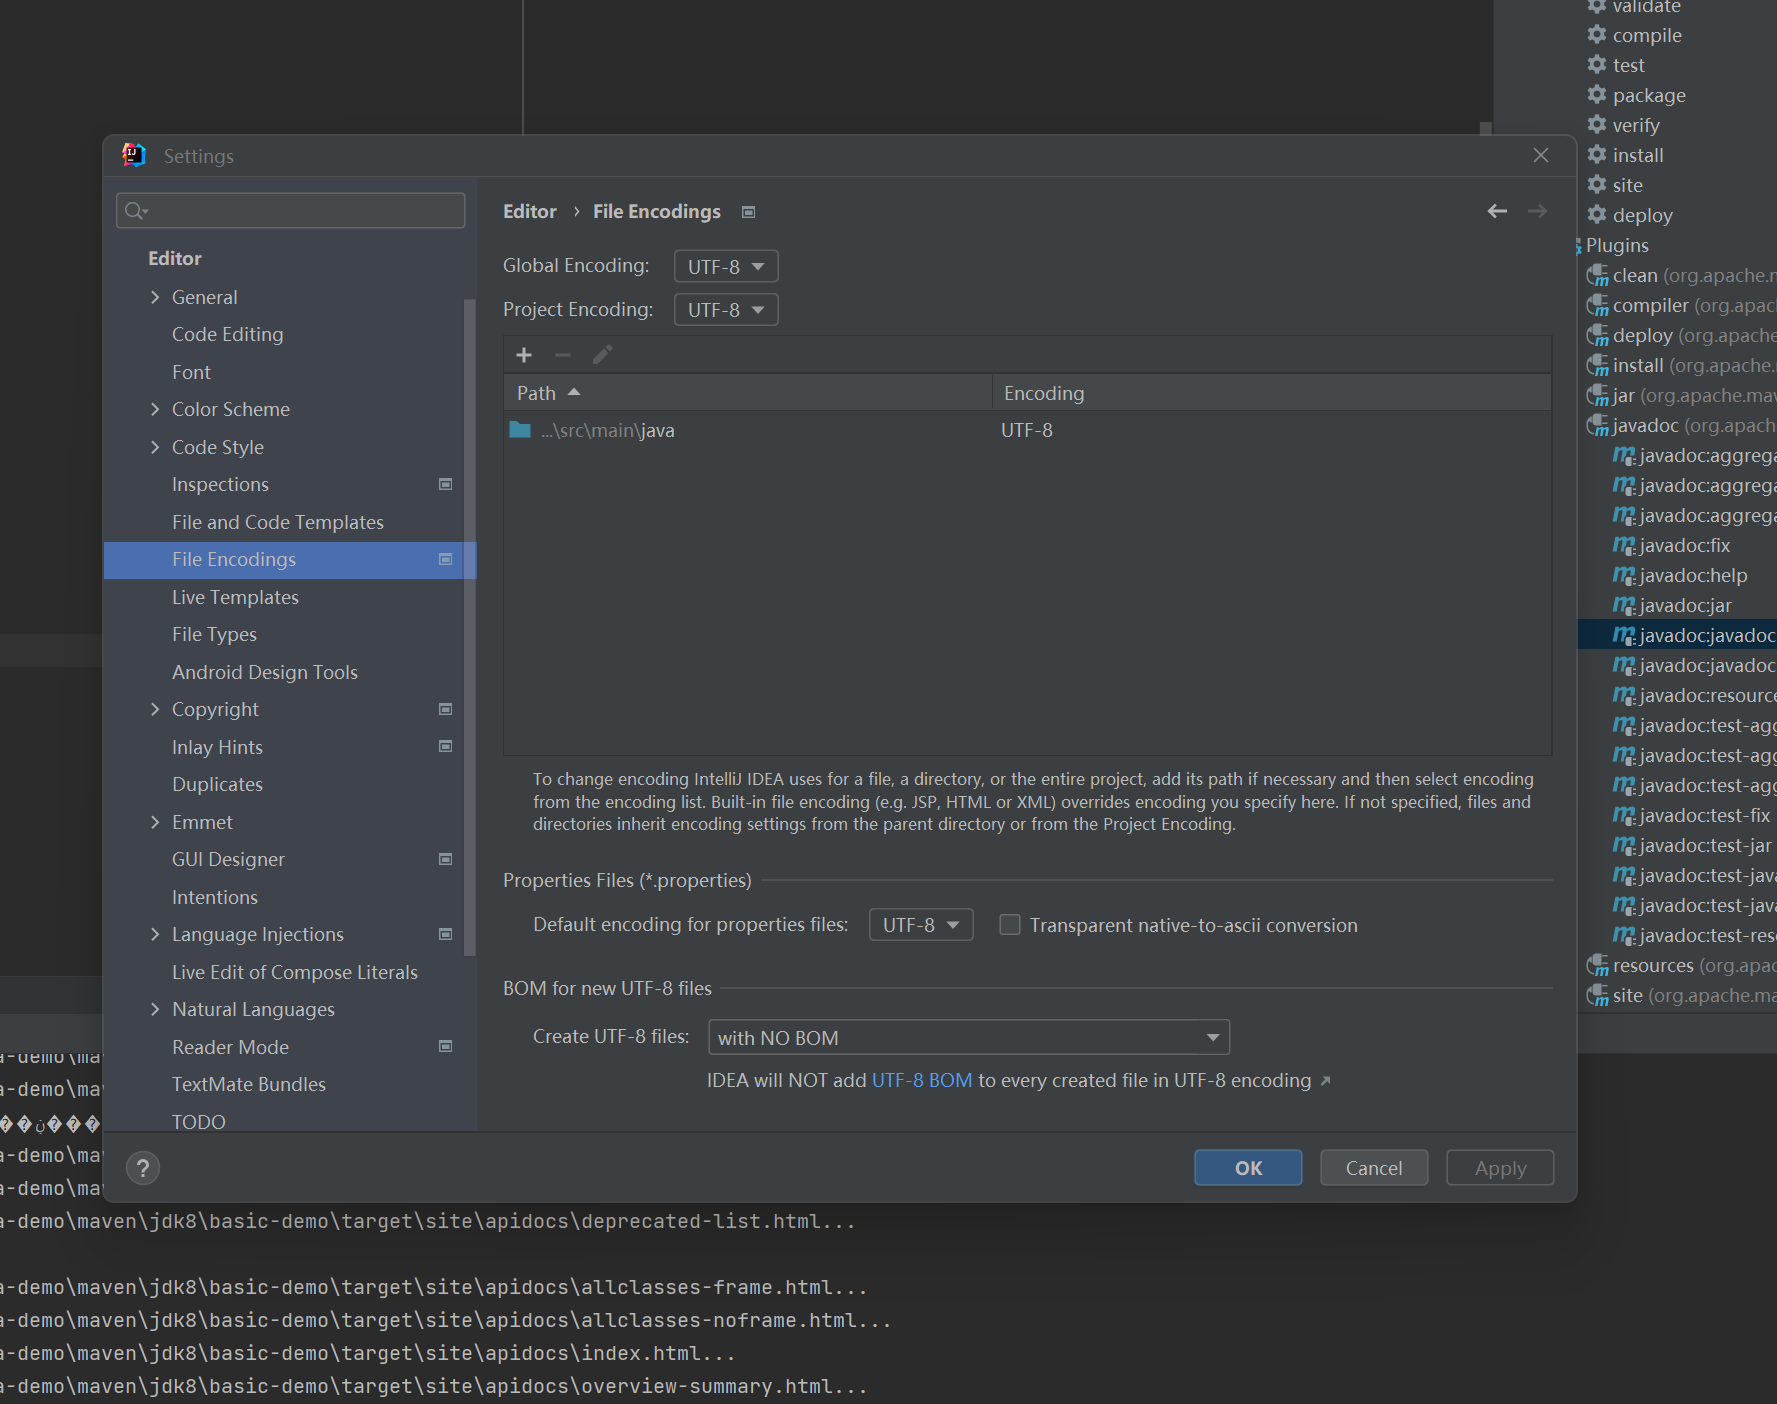 validate
compile
test
package
verify
install
site
deploy
Plugins
clean (org.apache.m
compiler (org.apac
deploy (org.apache
install (org.apache.
jar (org.apache.mav
javadoc (org.apach
javadoc:aggrega
javadoc:aggrega
javadoc:aggrega
javadoc:fix
javadoc:help
javadoc:jar
javadoc:javadoc
javadoc:javadoc
javadoc:resource
javadoc:test-agg
javadoc:test-agg
javadoc:test-agg
javadoc:test-fix
javadoc:test-jar
javadoc:test-java
javadoc:test-java
javadoc:test-res
resources (org.apac
site (org.apache.ma
Settings
Editor
General
Code Editing
Font
Color Scheme
Code Style
Inspections
File and Code Templates
File Encodings
Live Templates
File Types
Android Design Tools
Copyright
Inlay Hints
Duplicates
Emmet
GUI Designer
Intentions
Language Injections
Live Edit of Compose Literals
Natural Languages
Reader Mode
TextMate Bundles
TODO
Editor › File Encodings
Global Encoding: UTF-8
Project Encoding: UTF-8
Path Encoding
...\src\main\java UTF-8
To change encoding IntelliJ IDEA uses for a file, a directory, or the entire project, add its path if necessary and then select encoding
from the encoding list. Built-in file encoding (e.g. JSP, HTML or XML) overrides encoding you specify here. If not specified, files and
directories inherit encoding settings from the parent directory or from the Project Encoding.
Properties Files (*.properties)
Default encoding for properties files: UTF-8 Transparent native-to-ascii conversion
BOM for new UTF-8 files
Create UTF-8 files: with NO BOM
IDEA will NOT add UTF-8 BOM to every created file in UTF-8 encoding ↗
? OK Cancel Apply
a-demo\ma
a-demo\ma
a-demo\ma
a-demo\ma
a-demo\maven\jdk8\basic-demo\target\site\apidocs\deprecated-list.html...
a-demo\maven\jdk8\basic-demo\target\site\apidocs\allclasses-frame.html...
a-demo\maven\jdk8\basic-demo\target\site\apidocs\allclasses-noframe.html...
a-demo\maven\jdk8\basic-demo\target\site\apidocs\index.html...
a-demo\maven\jdk8\basic-demo\target\site\apidocs\overview-summary.html...